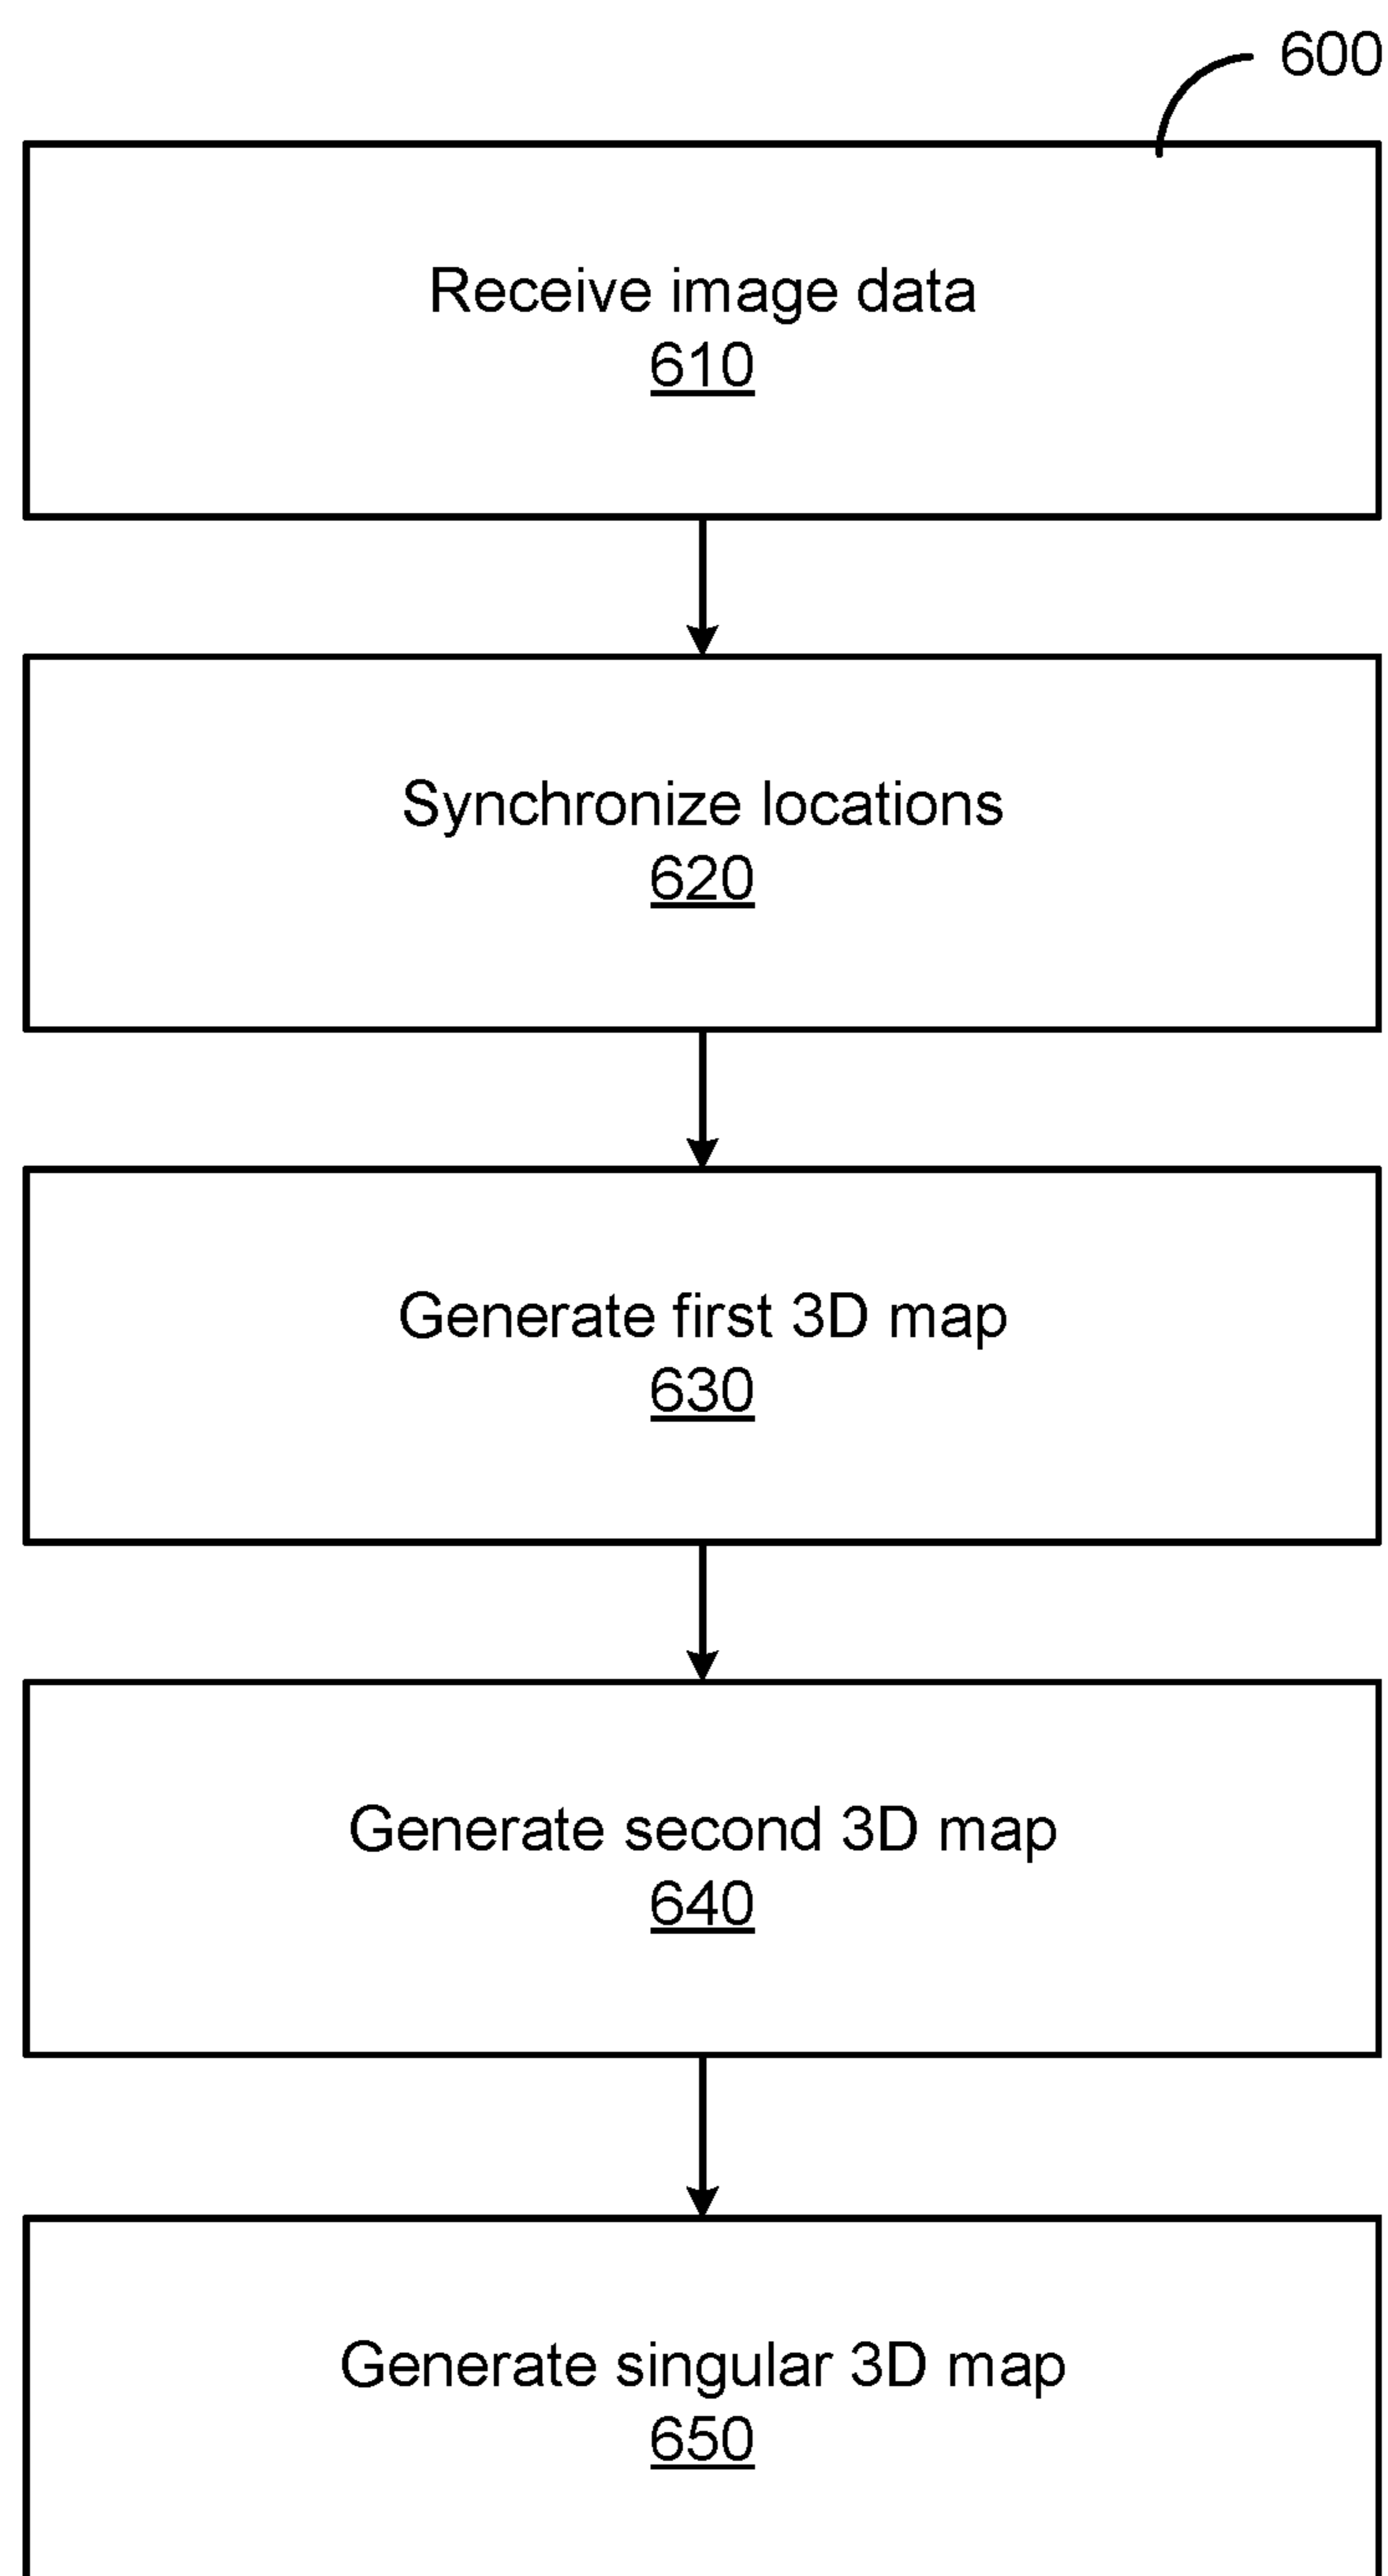 600
Receive image data
610
Synchronize locations
620
Generate first 3D map
630
Generate second 3D map
640
Generate singular 3D map
650